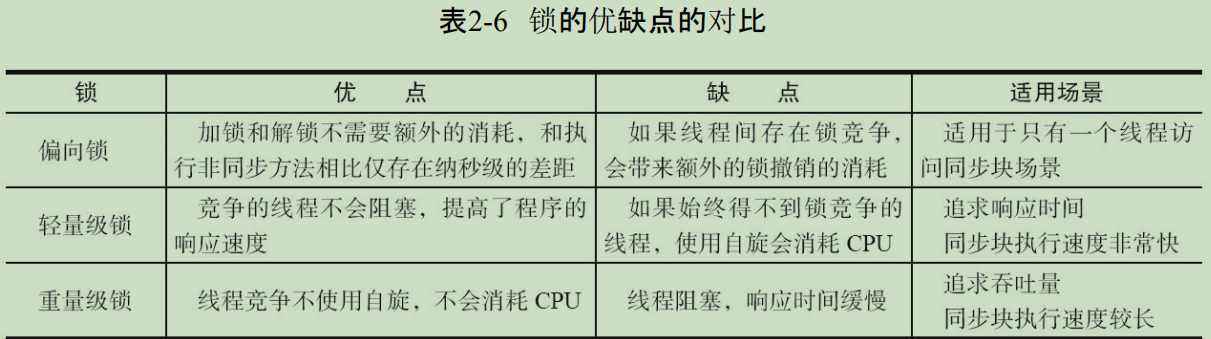 表2-6 锁的优缺点的对比
锁 优 点 缺 点 适用场景
偏向锁
加锁和解锁不需要额外的消耗，和执
行非同步方法相比仅存在纳秒级的差距
如果线程间存在锁竞争，
会带来额外的锁撤销的消耗
适用于只有一个线程访
问同步块场景
轻量级锁
竞争的线程不会阻塞，提高了程序的
响应速度
如果始终得不到锁竞争的
线程，使用自旋会消耗 CPU
追求响应时间
同步块执行速度非常快
重量级锁
线程竞争不使用自旋，不会消耗 CPU
线程阻塞，响应时间缓慢
追求吞吐量
同步块执行速度较长